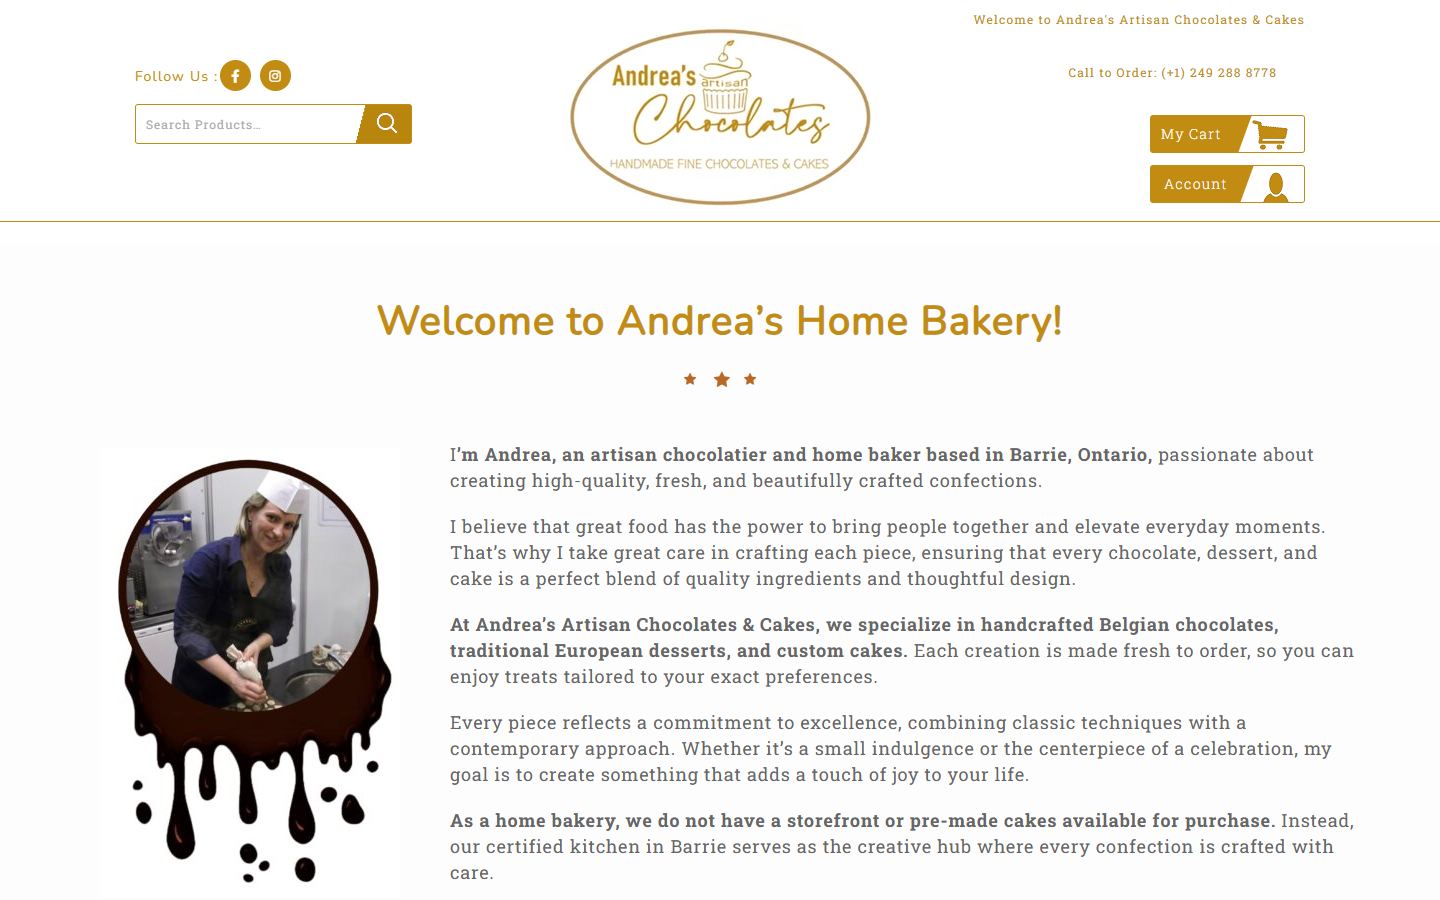 Welcome to Andrea's Artisan Chocolates & Cakes
Follow Us :
Call to Order: (+1) 249 288 8778
Search Products...
Andrea's
artisan
Chocolates
HANDMADE FINE CHOCOLATES & CAKES
My Cart
Account
Welcome to Andrea’s Home Bakery!
I’m Andrea, an artisan chocolatier and home baker based in Barrie, Ontario, passionate about
creating high-quality, fresh, and beautifully crafted confections.
I believe that great food has the power to bring people together and elevate everyday moments.
That’s why I take great care in crafting each piece, ensuring that every chocolate, dessert, and
cake is a perfect blend of quality ingredients and thoughtful design.
At Andrea’s Artisan Chocolates & Cakes, we specialize in handcrafted Belgian chocolates,
traditional European desserts, and custom cakes. Each creation is made fresh to order, so you can
enjoy treats tailored to your exact preferences.
Every piece reflects a commitment to excellence, combining classic techniques with a
contemporary approach. Whether it’s a small indulgence or the centerpiece of a celebration, my
goal is to create something that adds a touch of joy to your life.
As a home bakery, we do not have a storefront or pre-made cakes available for purchase. Instead,
our certified kitchen in Barrie serves as the creative hub where every confection is crafted with
care.